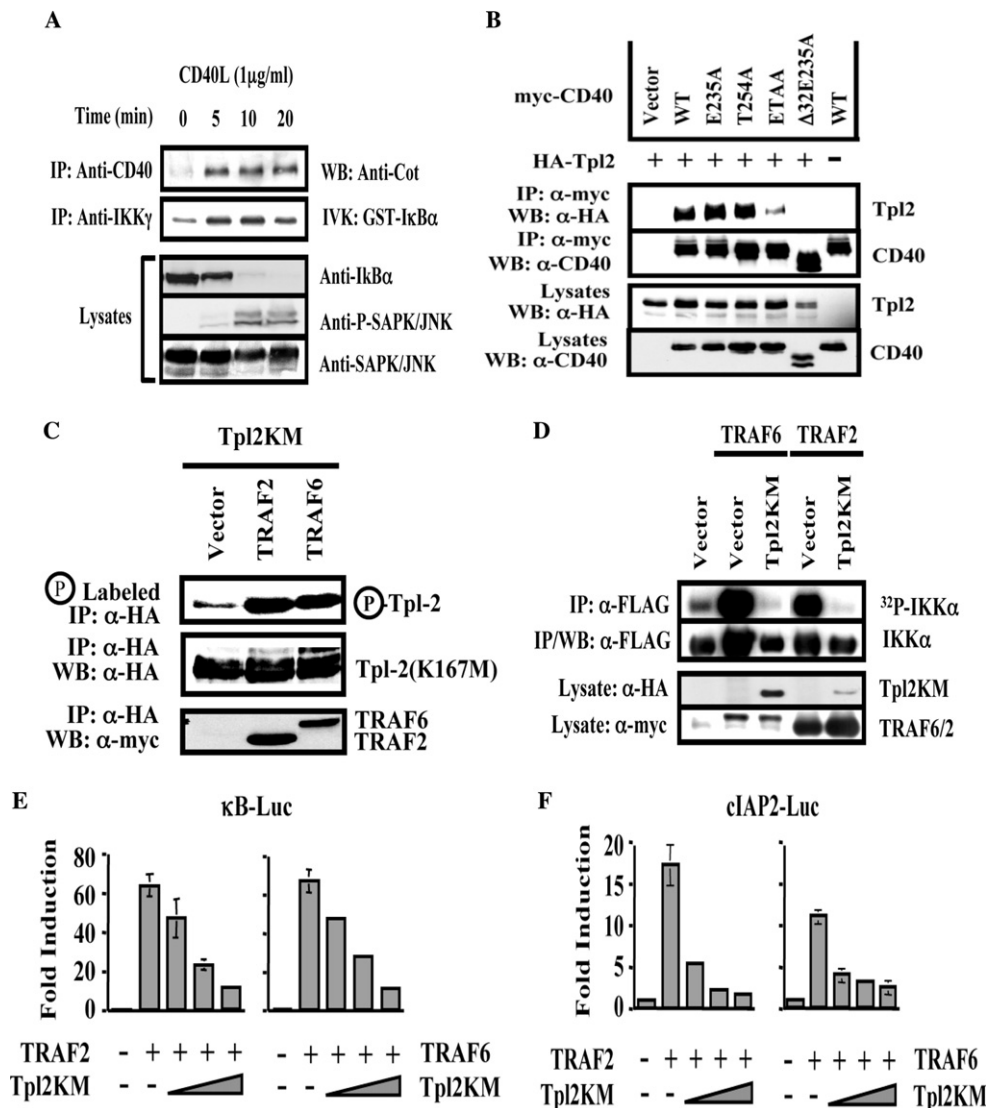 A
CD40L (1μg/ml)
Time (min) 0 5 10 20
IP: Anti-CD40 WB: Anti-Cot
IP: Anti-IKKγ IVK: GST-IκBα
Lysates
Anti-IkBα
Anti-P-SAPK/JNK
Anti-SAPK/JNK
B
myc-CD40 Vector WT E235A T254A ETAA Δ32E235A WT
HA-Tpl2 + + + + + + -
IP: α-myc
WB: α-HA Tpl2
IP: α-myc
WB: α-CD40 CD40
Lysates
WB: α-HA Tpl2
Lysates
WB: α-CD40 CD40
C
Tpl2KM
Vector TRAF2 TRAF6
P Labeled
IP: α-HA P-Tpl-2
IP: α-HA
WB: α-HA Tpl-2(K167M)
IP: α-HA TRAF6
WB: α-myc TRAF2
D
TRAF6 TRAF2
Vector Vector Tpl2KM Vector Tpl2KM
IP: α-FLAG ³²P-IKKα
IP/WB: α-FLAG IKKα
Lysate: α-HA Tpl2KM
Lysate: α-myc TRAF6/2
E
κB-Luc
Fold Induction
80
60
40
20
0
TRAF2 - + + + + - + + + + TRAF6
Tpl2KM - - - - Tpl2KM
F
cIAP2-Luc
Fold Induction
20
15
10
5
0
TRAF2 - + + + + - + + + + TRAF6
Tpl2KM - - - - Tpl2KM